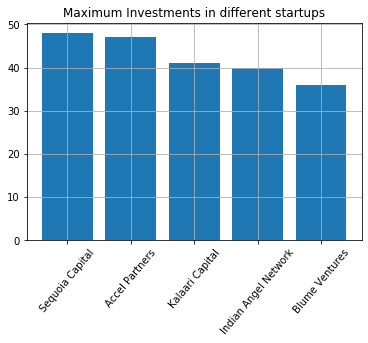 Maximum Investments in different startups
50
40
30
20
10
0
Sequoia Capital
Accel Partners
Kalaari Capital
Indian Angel Network
Blume Ventures